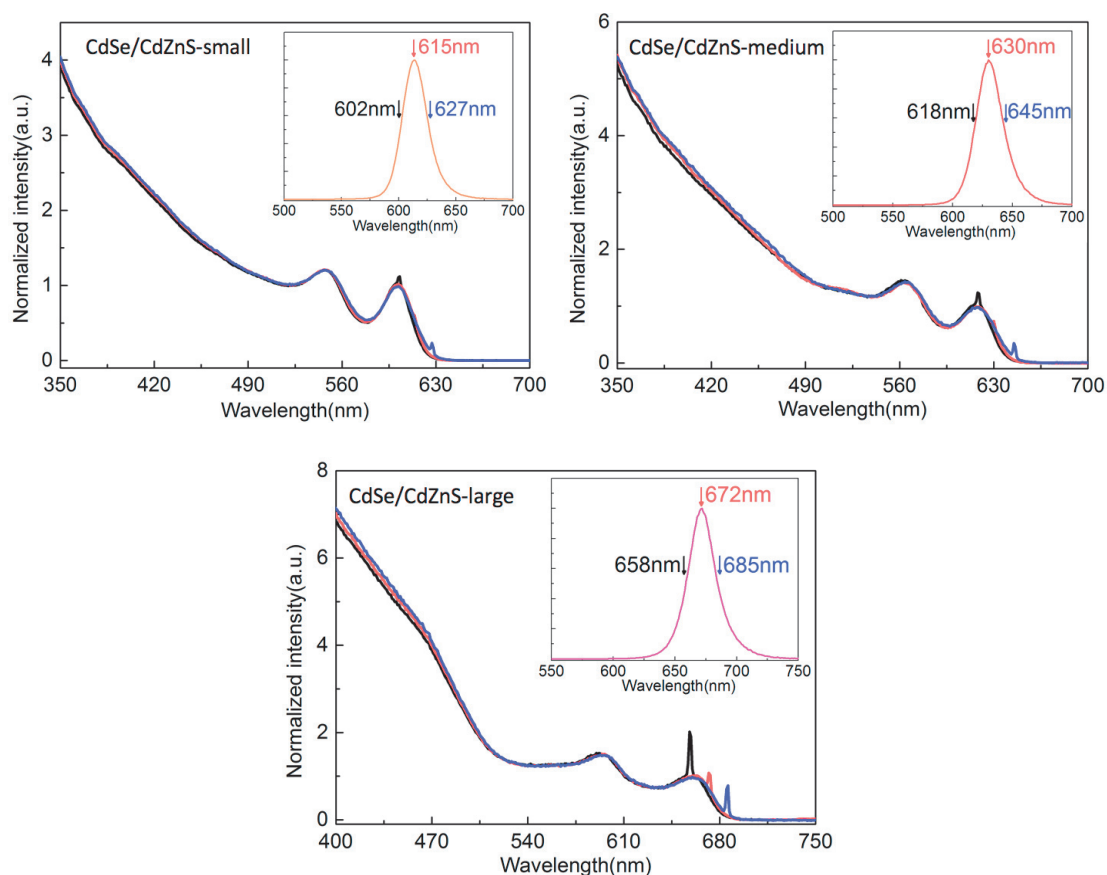 CdSe/CdZnS-small
615nm
602nm
627nm
500 550 600 650 700
Wavelength(nm)
Normalized intensity(a.u.)
4
3
2
1
0
350 420 490 560 630 700
Wavelength(nm)
CdSe/CdZnS-medium
630nm
618nm
645nm
500 550 600 650 700
Wavelength(nm)
Normalized intensity(a.u.)
6
4
2
0
350 420 490 560 630 700
Wavelength(nm)
CdSe/CdZnS-large
672nm
658nm
685nm
550 600 650 700 750
Wavelength(nm)
Normalized intensity(a.u.)
8
6
4
2
0
400 470 540 610 680 750
Wavelength(nm)